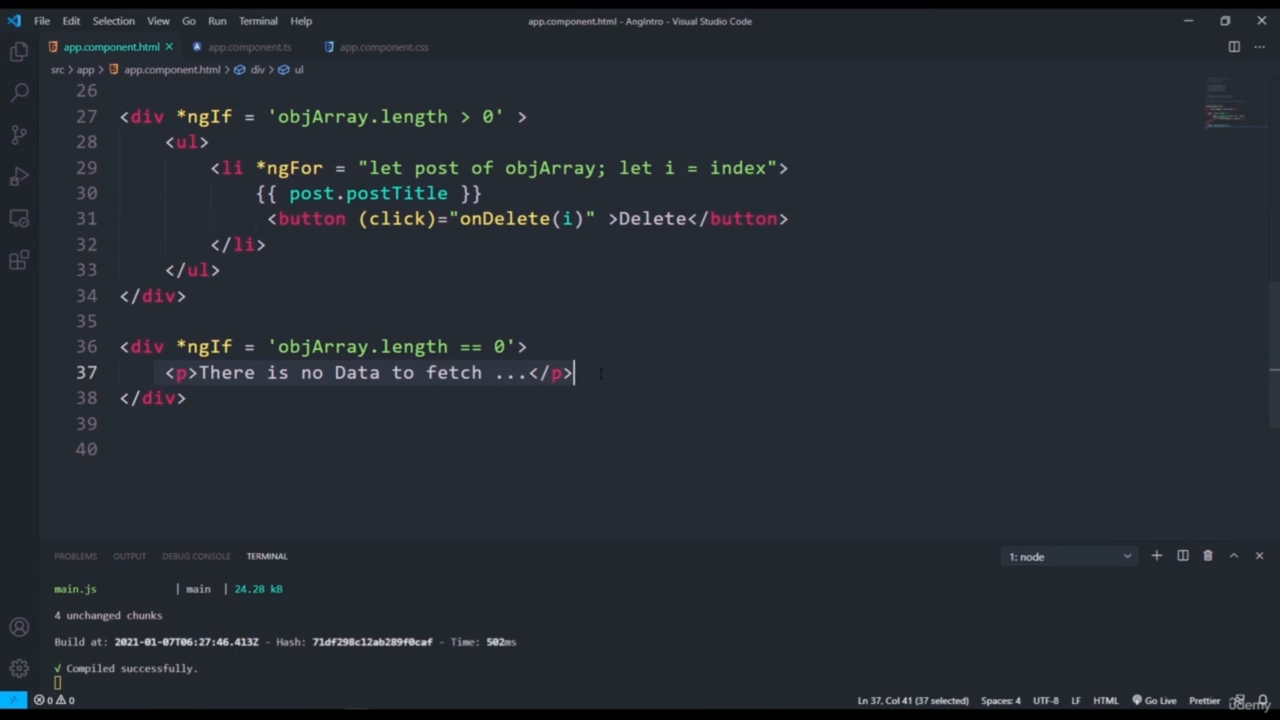 File Edit Selection View Go Run Terminal Help app.component.html - AngIntro - Visual Studio Code
app.component.html app.component.ts app.component.css
src > app > app.component.html > div > ul
26
27 <div *ngIf = 'objArray.length > 0' >
28 <ul>
29 <li *ngFor = "let post of objArray; let i = index">
30 {{ post.postTitle }}
31 <button (click)="onDelete(i)" >Delete</button>
32 </li>
33 </ul>
34 </div>
35
36 <div *ngIf = 'objArray.length == 0'>
37 <p>There is no Data to fetch ...</p>
38 </div>
39
40
PROBLEMS OUTPUT DEBUG CONSOLE TERMINAL 1: node
main.js | main | 24.28 kB
4 unchanged chunks
Build at: 2021-01-07T06:27:46.413Z - Hash: 71df298c12ab289f0caf - Time: 502ms
√ Compiled successfully.
0 0 Ln 37, Col 41 (37 selected) Spaces: 4 UTF-8 LF HTML Go Live Prettier
udemy